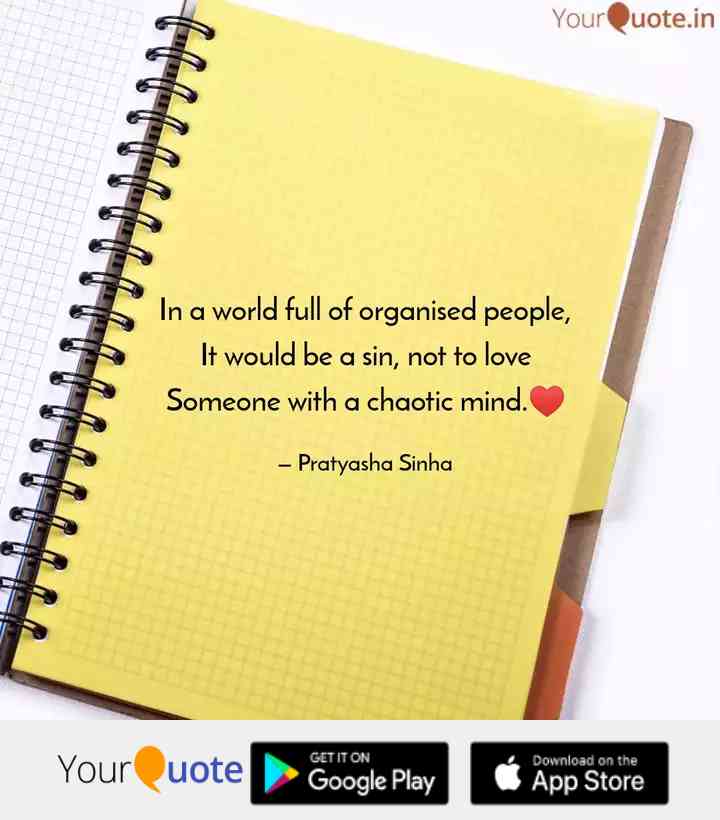 YourQuote.in
In a world full of organised people,
It would be a sin, not to love
Someone with a chaotic mind.❤️
– Pratyasha Sinha
YourQuote
GET IT ON
Google Play
Download on the
App Store